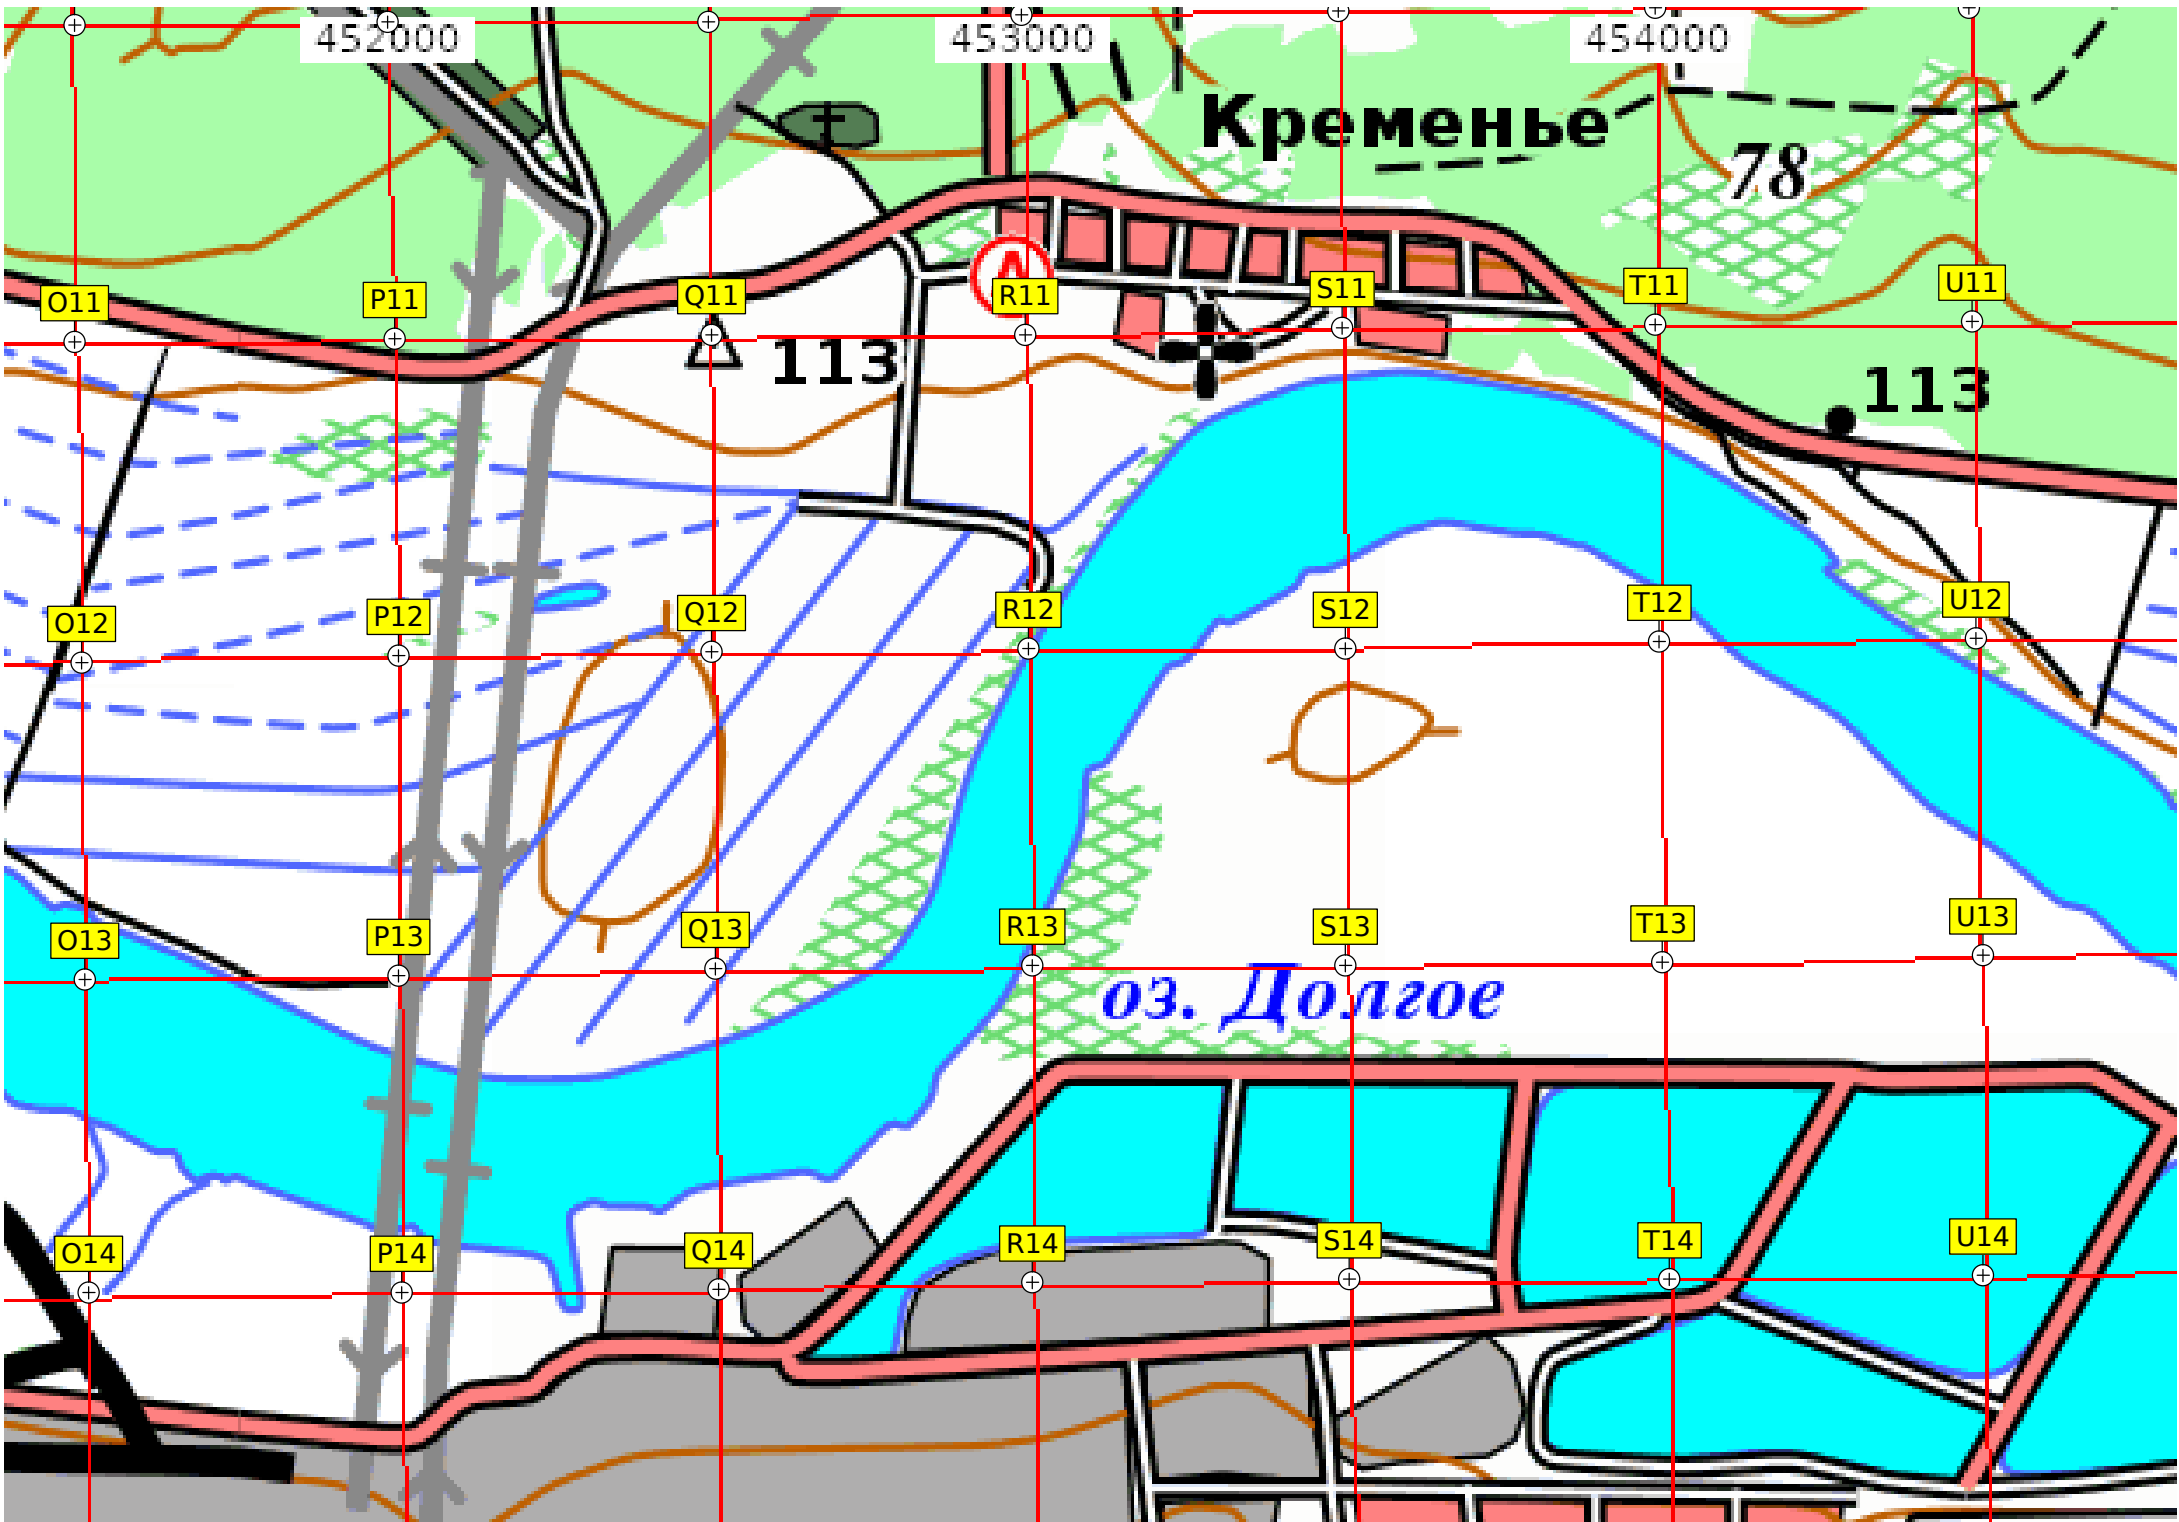 452000 453000 454000
Кременье
78
А
O11 P11 Q11 R11 S11 T11 U11
113
113
O12 P12 Q12 R12 S12 T12 U12
O13 P13 Q13 R13 S13 T13 U13
оз. Долгое
O14 P14 Q14 R14 S14 T14 U14